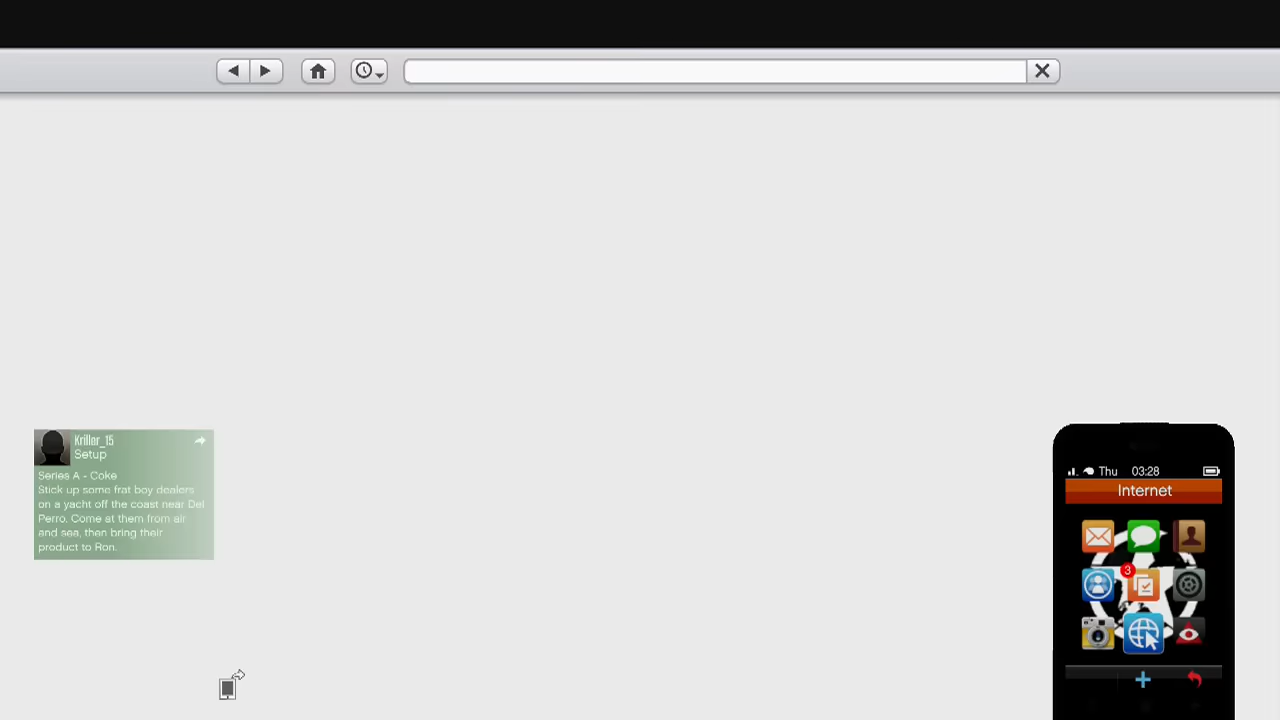 Kriller_15
Setup
Series A - Coke
Stick up some frat boy dealers
on a yacht off the coast near Del
Perro. Come at them from air
and sea, then bring their
product to Ron.
Thu 03:28
Internet
3